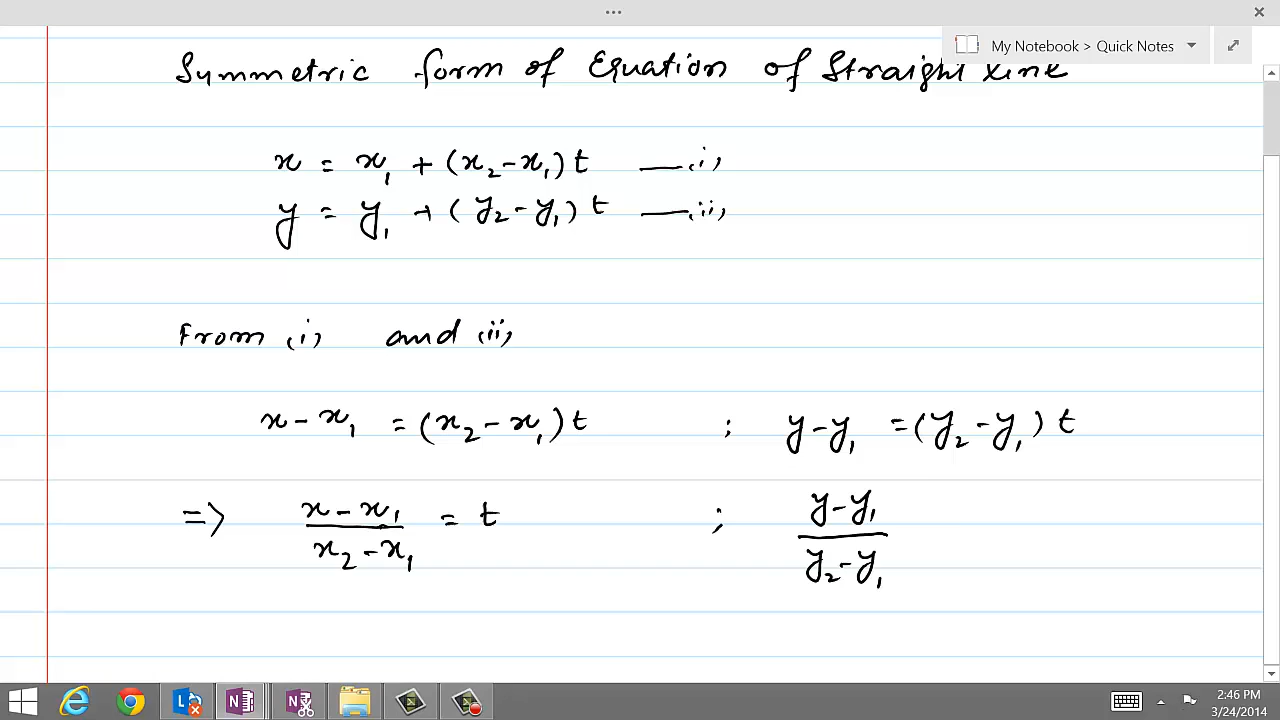 ...
My Notebook > Quick Notes
Symmetric form of Equation of Straight Line
x = x₁ + (x₂-x₁)t —(i)
y = y₁ + (y₂-y₁)t —(ii)
From (i) and (ii)
x-x₁ = (x₂-x₁)t ; y-y₁ = (y₂-y₁)t
=> (x-x₁)/(x₂-x₁) = t ; (y-y₁)/(y₂-y₁)
2:46 PM
3/24/2014